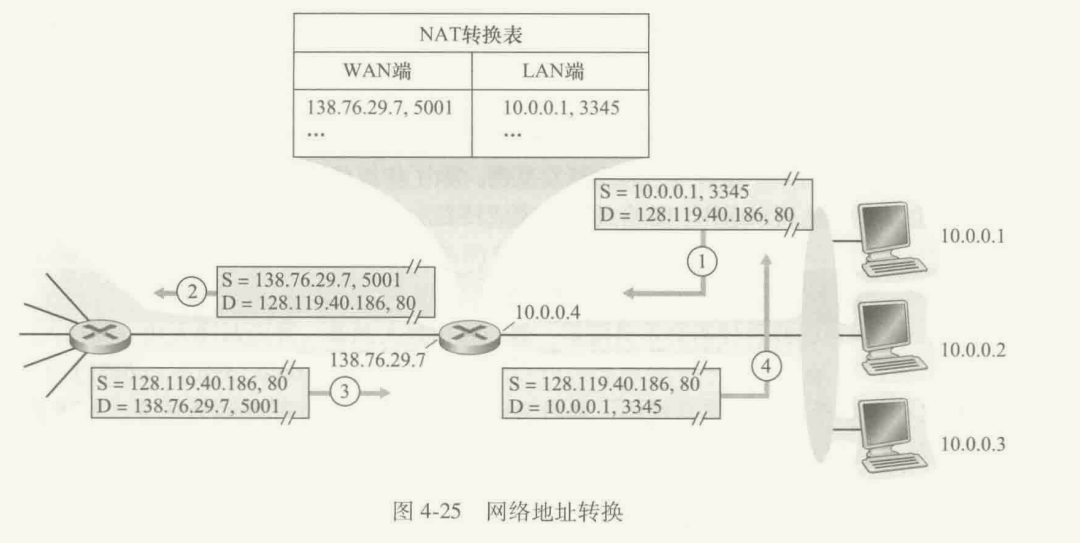 NAT转换表
WAN端 LAN端
138.76.29.7, 5001 10.0.0.1, 3345
… …
S = 10.0.0.1, 3345
D = 128.119.40.186, 80
10.0.0.1
1
S = 138.76.29.7, 5001
D = 128.119.40.186, 80
2
10.0.0.4
138.76.29.7
10.0.0.2
S = 128.119.40.186, 80
D = 138.76.29.7, 5001
3
S = 128.119.40.186, 80
D = 10.0.0.1, 3345
4
10.0.0.3
图 4-25 网络地址转换